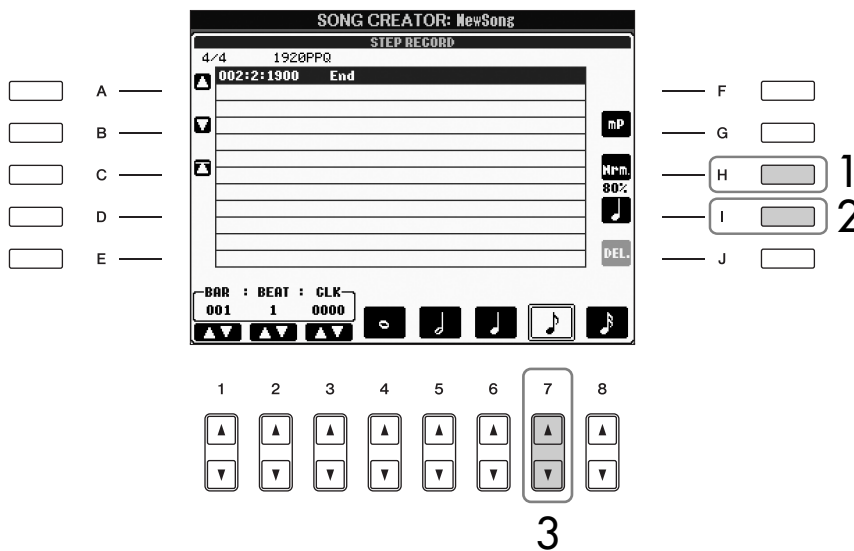 SONG CREATOR: NewSong
STEP RECORD
4/4 1920PPQ
002:2:1900 End
A
B
C
D
E
mP
Nrm.
80%
DEL.
F
G
H
I
J
1
2
BAR : BEAT : CLK
001 1 0000
1 2 3 4 5 6 7 8
3